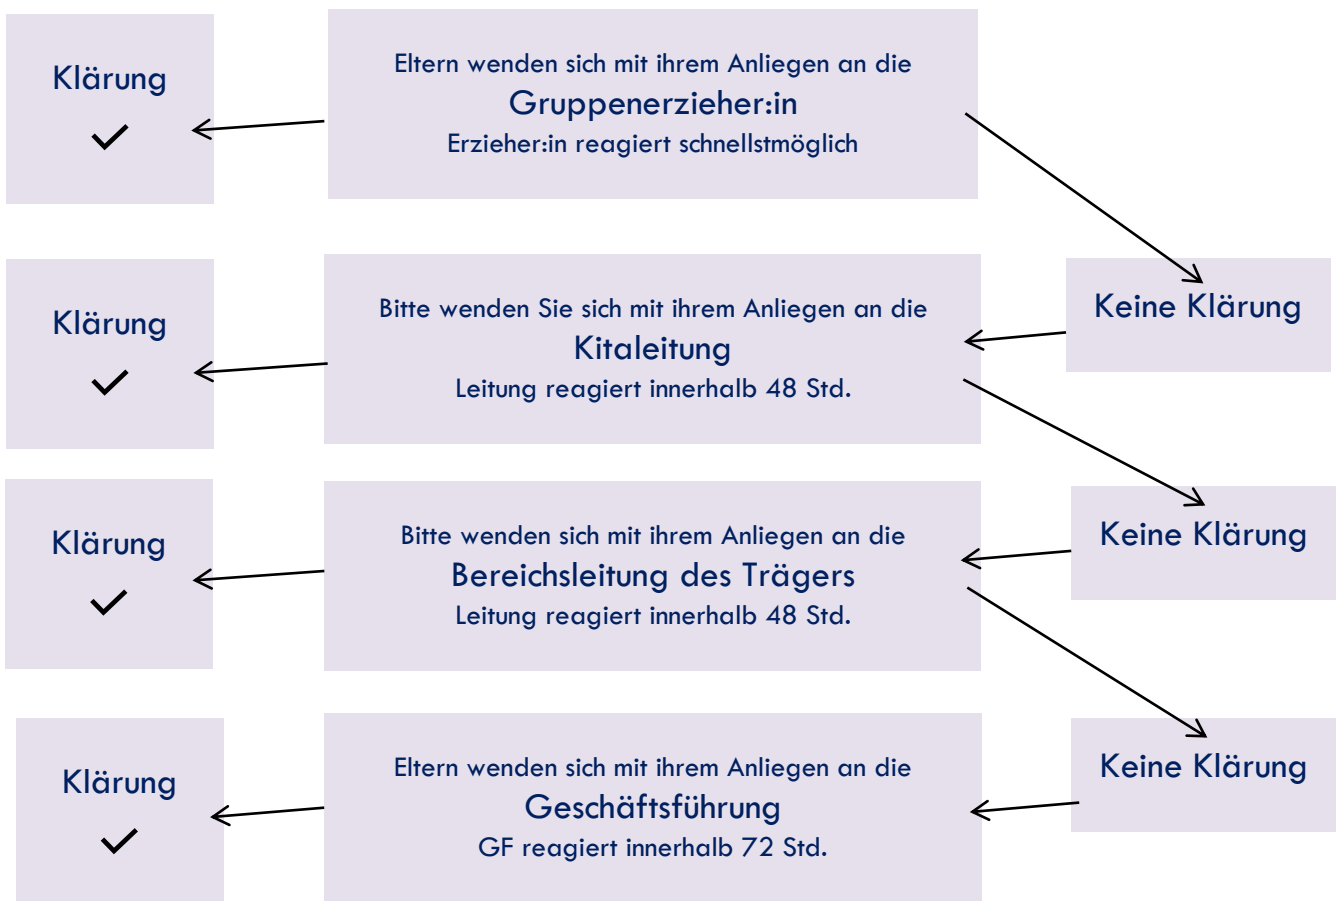 Klärung
Eltern wenden sich mit ihrem Anliegen an die
Gruppenerzieher:in
Erzieher:in reagiert schnellstmöglich
Keine Klärung
Klärung
Bitte wenden Sie sich mit ihrem Anliegen an die
Kitaleitung
Leitung reagiert innerhalb 48 Std.
Keine Klärung
Klärung
Bitte wenden sich mit ihrem Anliegen an die
Bereichsleitung des Trägers
Leitung reagiert innerhalb 48 Std.
Keine Klärung
Klärung
Eltern wenden sich mit ihrem Anliegen an die
Geschäftsführung
GF reagiert innerhalb 72 Std.